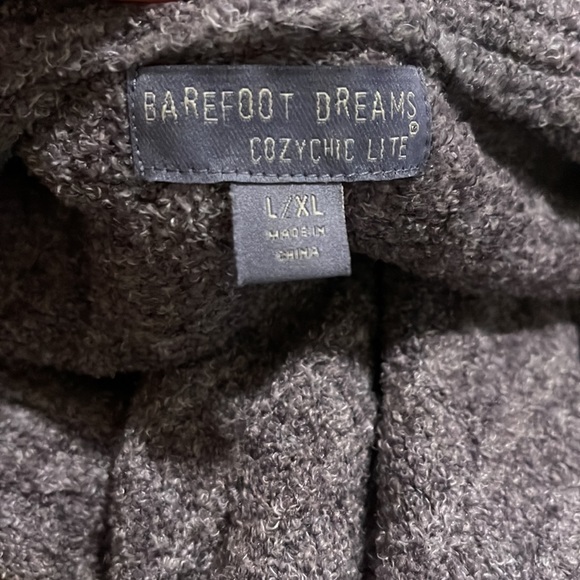 BAREFOOT DREAMS
COZYCHIC LITE®
L/XL
MADE IN
CHINA